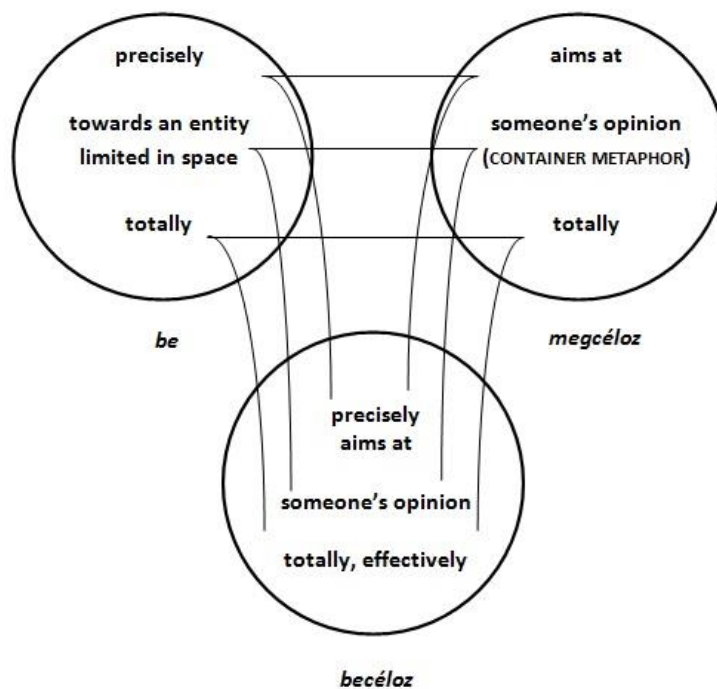 precisely
towards an entity
limited in space
totally
be
aims at
someone's opinion
(CONTAINER METAPHOR)
totally
megcéloz
precisely
aims at
someone's opinion
totally, effectively
becéloz